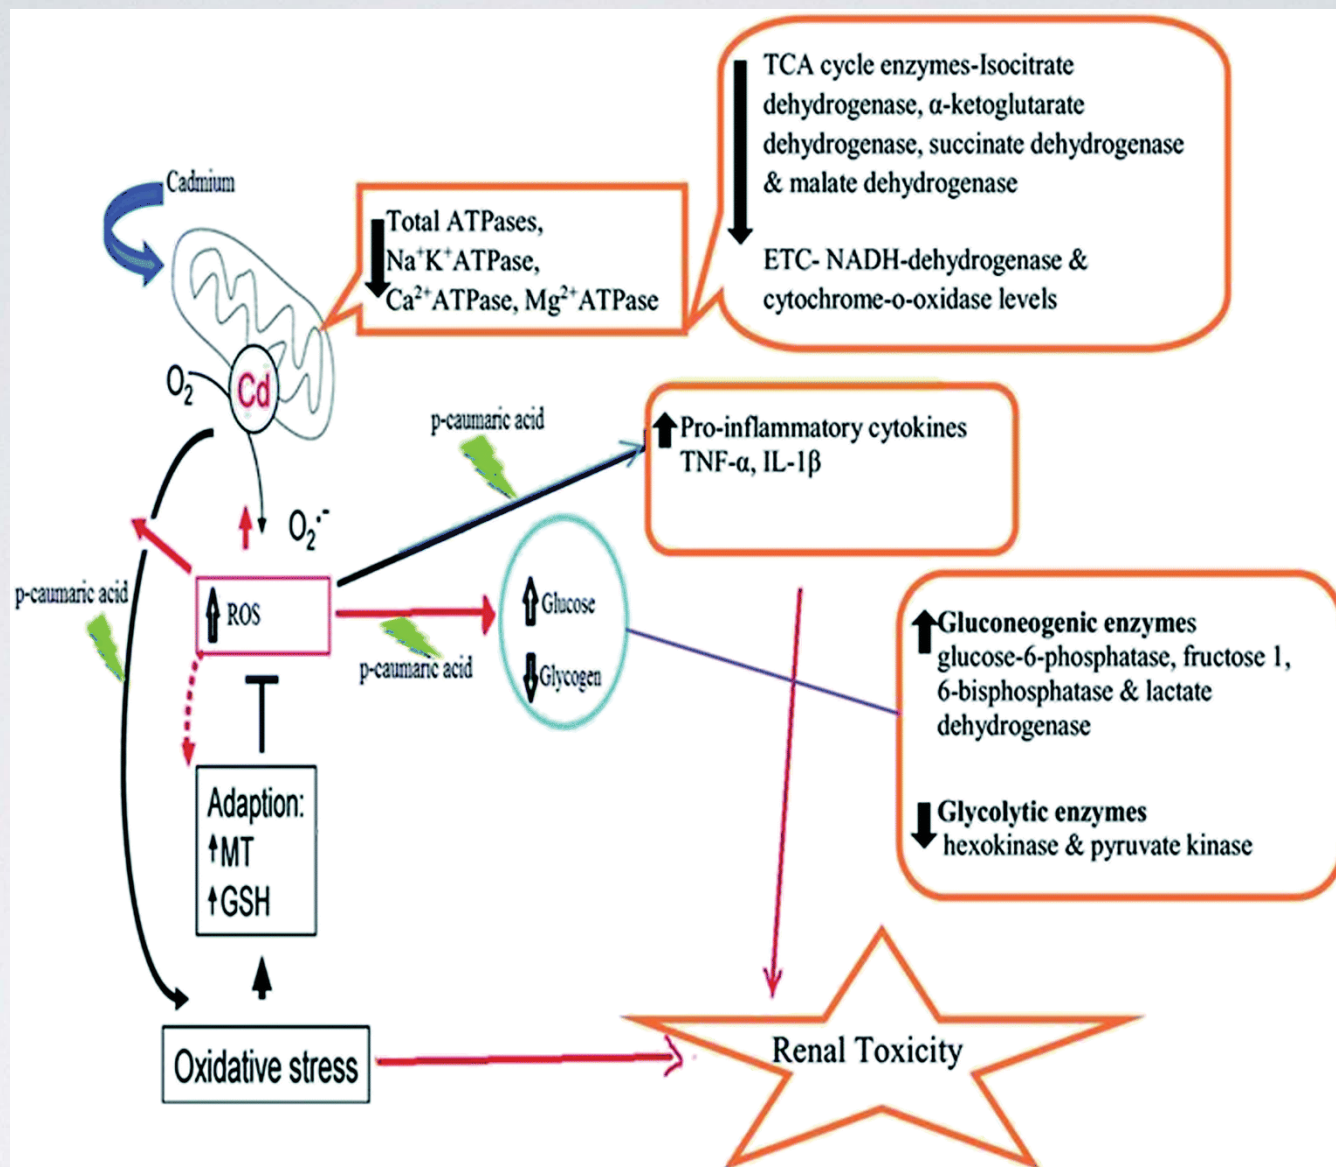 TCA cycle enzymes-Isocitrate
dehydrogenase, α-ketoglutarate
dehydrogenase, succinate dehydrogenase
& malate dehydrogenase
ETC- NADH-dehydrogenase &
cytochrome-o-oxidase levels
Cadmium
Total ATPases,
Na⁺K⁺ATPase,
Ca²⁺ATPase, Mg²⁺ATPase
O₂
Cd
O₂·⁻
p-caumaric acid
Pro-inflammatory cytokines
TNF-α, IL-1β
p-caumaric acid
ROS
p-caumaric acid
Glucose
Glycogen
Gluconeogenic enzymes
glucose-6-phosphatase, fructose 1,
6-bisphosphatase & lactate
dehydrogenase
Glycolytic enzymes
hexokinase & pyruvate kinase
Adaption:
↑MT
↑GSH
Oxidative stress
Renal Toxicity